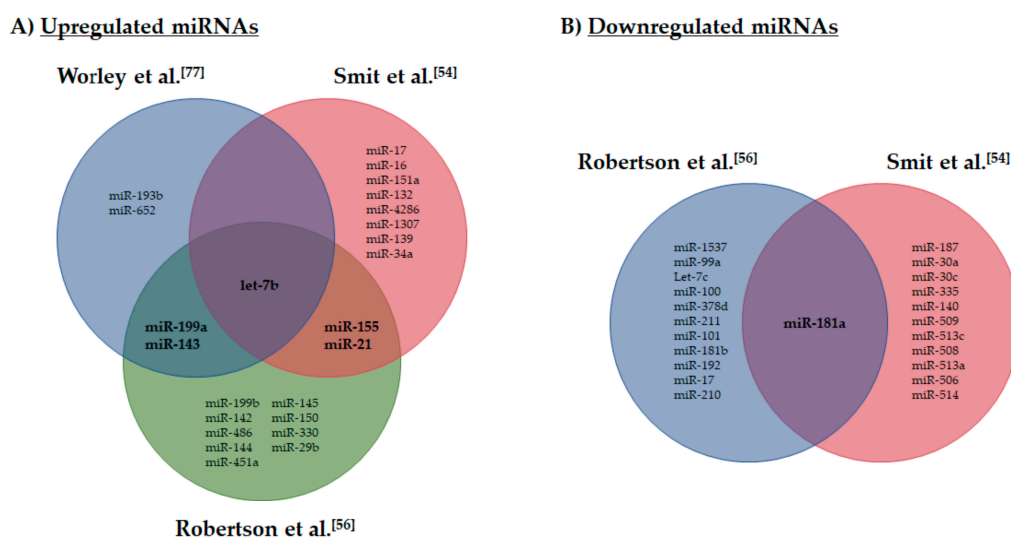 A) Upregulated miRNAs
Worley et al.[77]
Smit et al.[54]
miR-193b
miR-652
miR-17
miR-16
miR-151a
miR-132
miR-4286
miR-1307
miR-139
miR-34a
let-7b
miR-199a
miR-143
miR-155
miR-21
miR-199b miR-145
miR-142 miR-150
miR-486 miR-330
miR-144 miR-29b
miR-451a
Robertson et al.[56]
B) Downregulated miRNAs
Robertson et al.[56]
Smit et al.[54]
miR-1537
miR-99a
Let-7c
miR-100
miR-378d
miR-211
miR-101
miR-181b
miR-192
miR-17
miR-210
miR-181a
miR-187
miR-30a
miR-30c
miR-335
miR-140
miR-509
miR-513c
miR-508
miR-513a
miR-506
miR-514